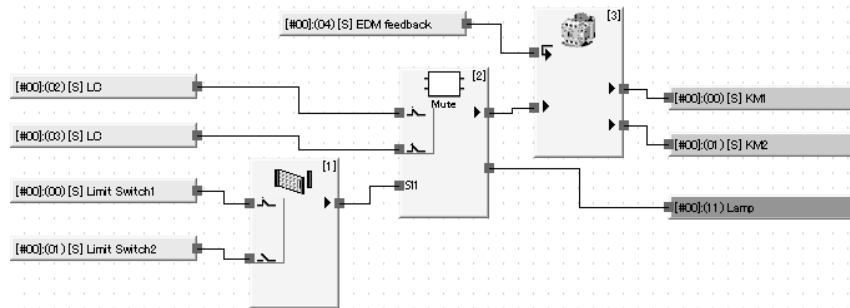 [#00]:(04) [S] EDM feedback
[3]
[#00]:(02) [S] LC
[2]
Mute
[#00]:(00) [S] KM1
[#00]:(03) [S] LC
[#00]:(01) [S] KM2
[1]
[#00]:(00) [S] Limit Switch1
SI1
[#00]:(11) Lamp
[#00]:(01) [S] Limit Switch2